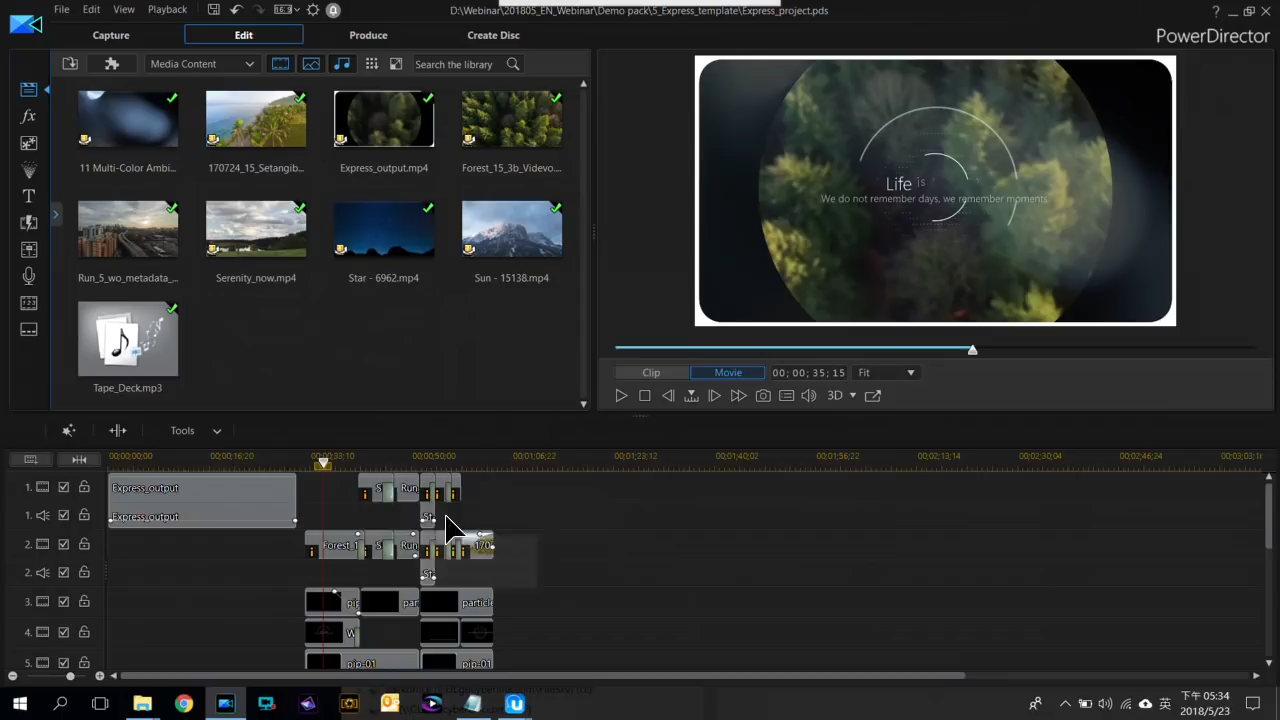 File Edit View Playback
D:\Webinar\201805_EN_Webinar\Demo pack\5_Express_template\Express_project.pds
?
Capture Edit Produce Create Disc
PowerDirector
Media Content
Search the library
11 Multi-Color Ambi...
170724_15_Setangib...
Express_output.mp4
Forest_15_3b_Videvo....
Run_5_wo_metadata_...
Serenity_now.mp4
Star - 6962.mp4
Sun - 15138.mp4
Tape_Deck.mp3
Life is
We do not remember days, we remember moments
Clip Movie 00; 00; 35; 15 Fit
3D
Tools
00;00;00;00 00;00;16;20 00;00;33;10 00;00;50;00 00;01;06;22 00;01;23;12 00;01;40;02 00;01;56;22 00;02;13;14 00;02;30;04 00;02;46;24 00;03;03;16
1. Express_output S Run
1. Express_output St
2. Forest_1 S Run 170
2. St
3. pip par particle
4. W
5. pip-01 pip-01
英
下午 05:34
2018/5/23